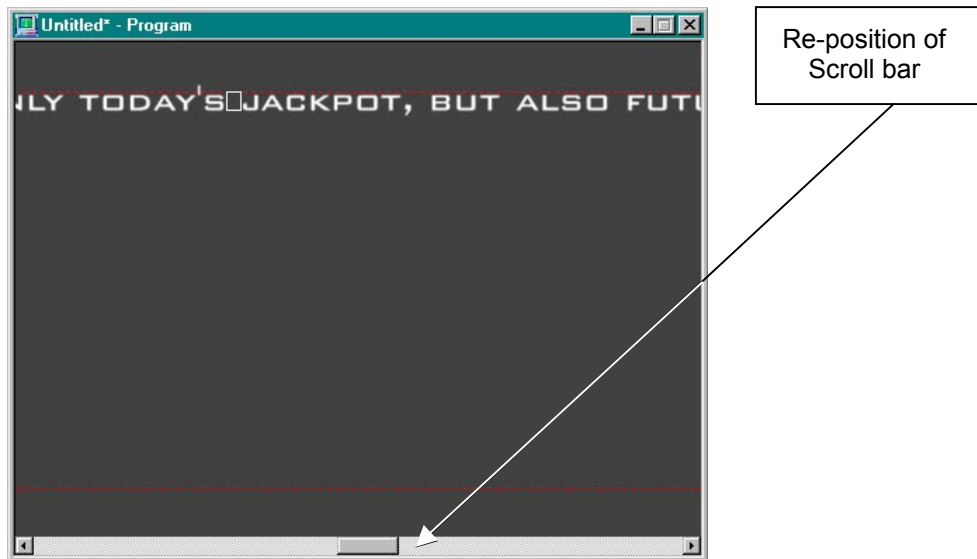 Untitled* - Program
NLY TODAY'S□JACKPOT, BUT ALSO FUTU
Re-position of
Scroll bar